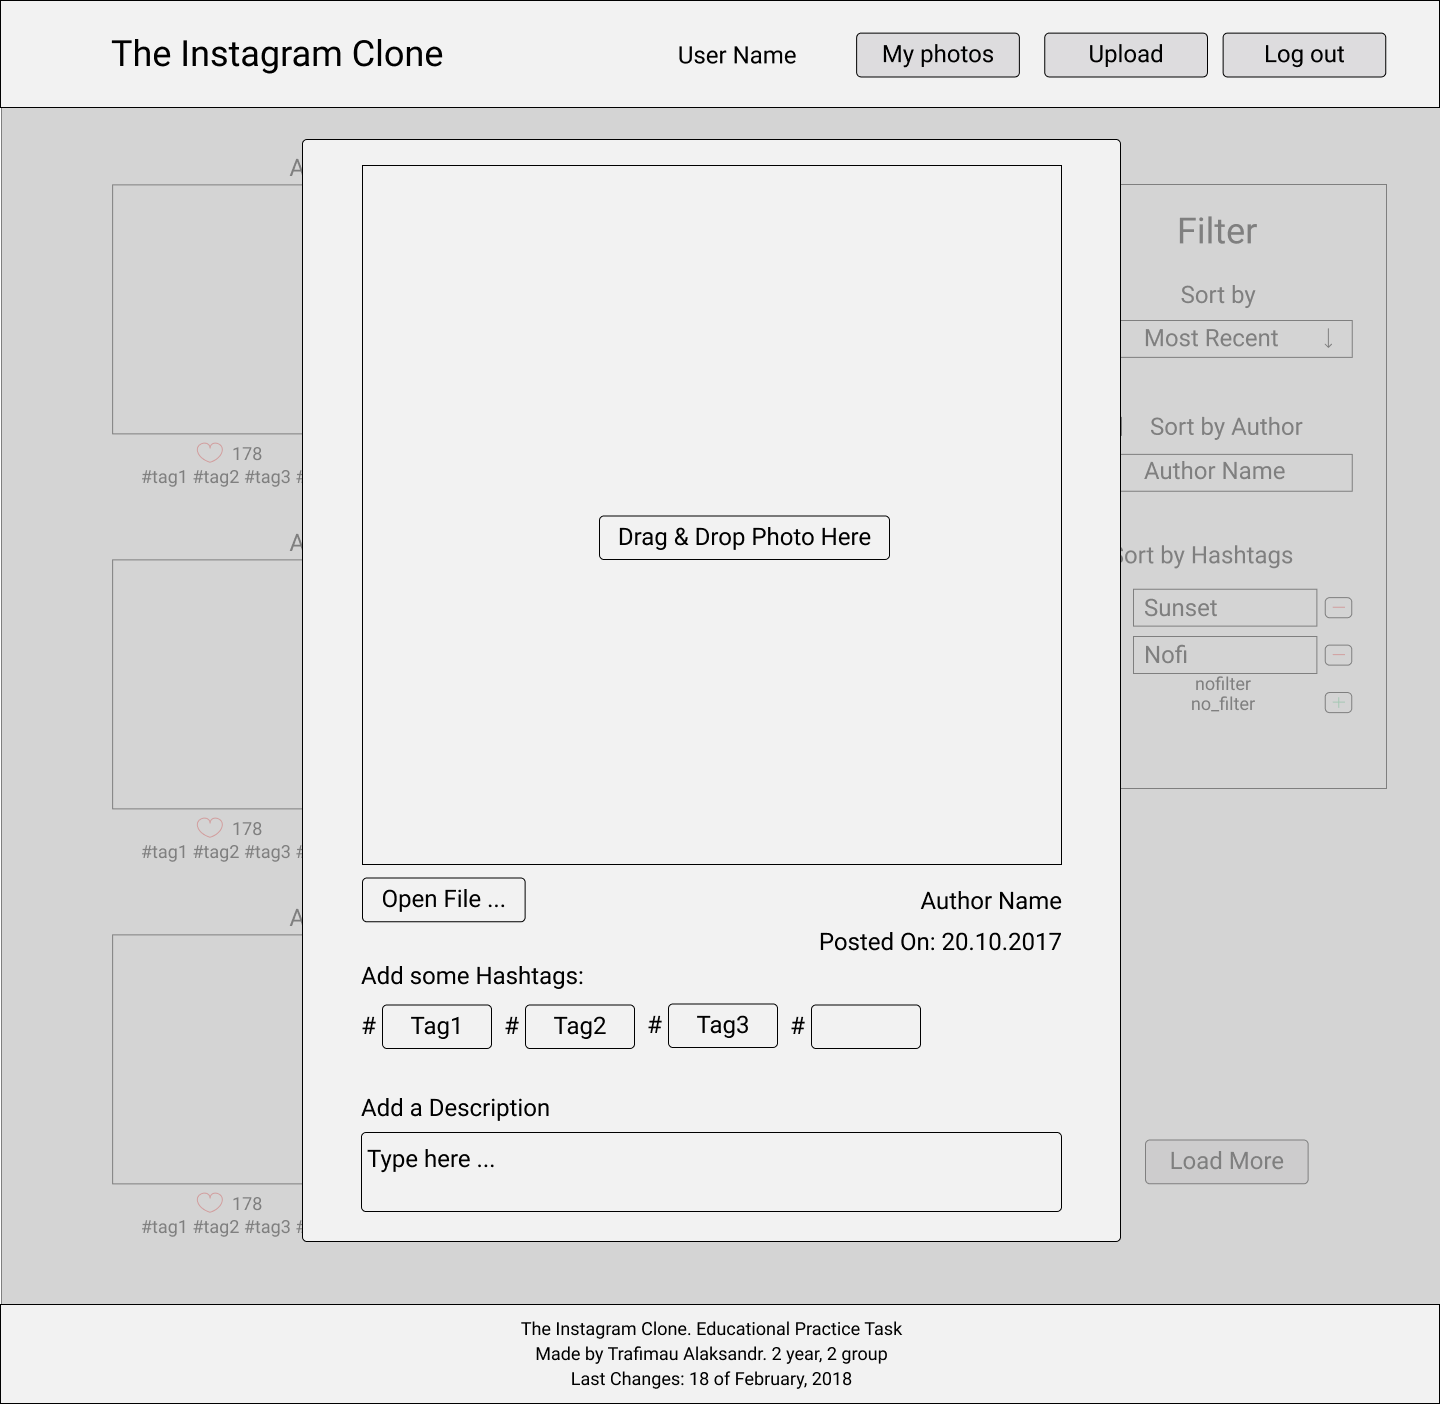 The Instagram Clone
User Name
My photos
Upload
Log out
Filter
Sort by
Most Recent
Sort by Author
Author Name
Sort by Hashtags
Sunset
Nofi
nofilter
no_filter
178
#tag1 #tag2 #tag3 #
178
#tag1 #tag2 #tag3 #
178
#tag1 #tag2 #tag3 #
Drag & Drop Photo Here
Open File ...
Author Name
Posted On: 20.10.2017
Add some Hashtags:
# Tag1 # Tag2 # Tag3 #
Add a Description
Type here ...
Load More
The Instagram Clone. Educational Practice Task
Made by Trafimau Alaksandr. 2 year, 2 group
Last Changes: 18 of February, 2018